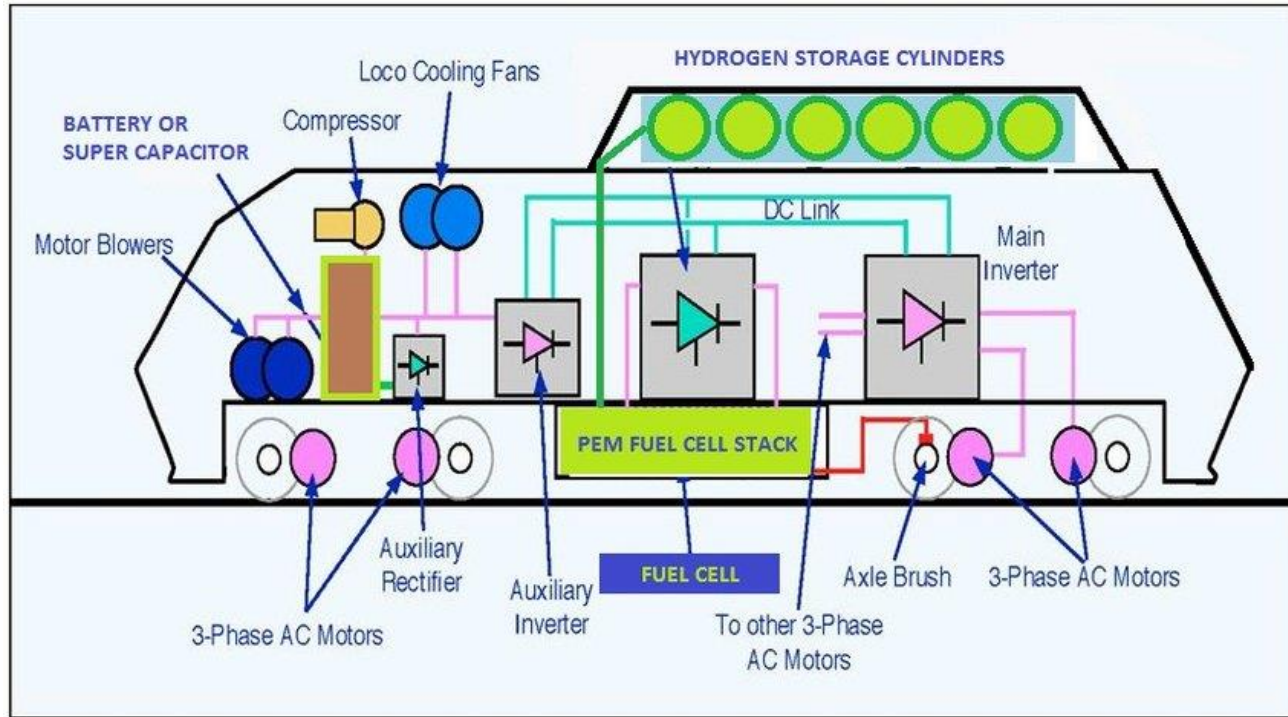 HYDROGEN STORAGE CYLINDERS
Loco Cooling Fans
Compressor
BATTERY OR
SUPER CAPACITOR
Motor Blowers
DC Link
Main
Inverter
PEM FUEL CELL STACK
Auxiliary
Rectifier
FUEL CELL
Axle Brush
3-Phase AC Motors
Auxiliary
Inverter
3-Phase AC Motors
To other 3-Phase
AC Motors